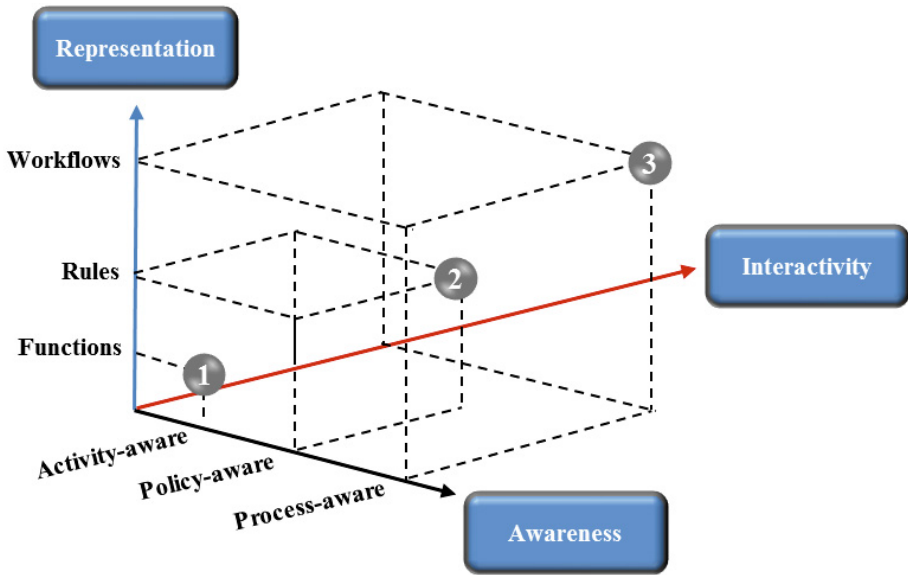 Representation
Workflows
3
Rules
2
Interactivity
Functions
1
Activity-aware
Policy-aware
Process-aware
Awareness